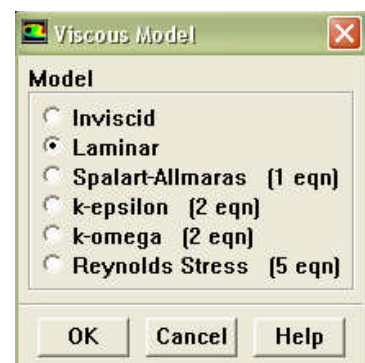 Viscous Model
Model
Inviscid
Laminar
Spalart-Allmaras (1 eqn)
k-epsilon (2 eqn)
k-omega (2 eqn)
Reynolds Stress (5 eqn)
OK Cancel Help